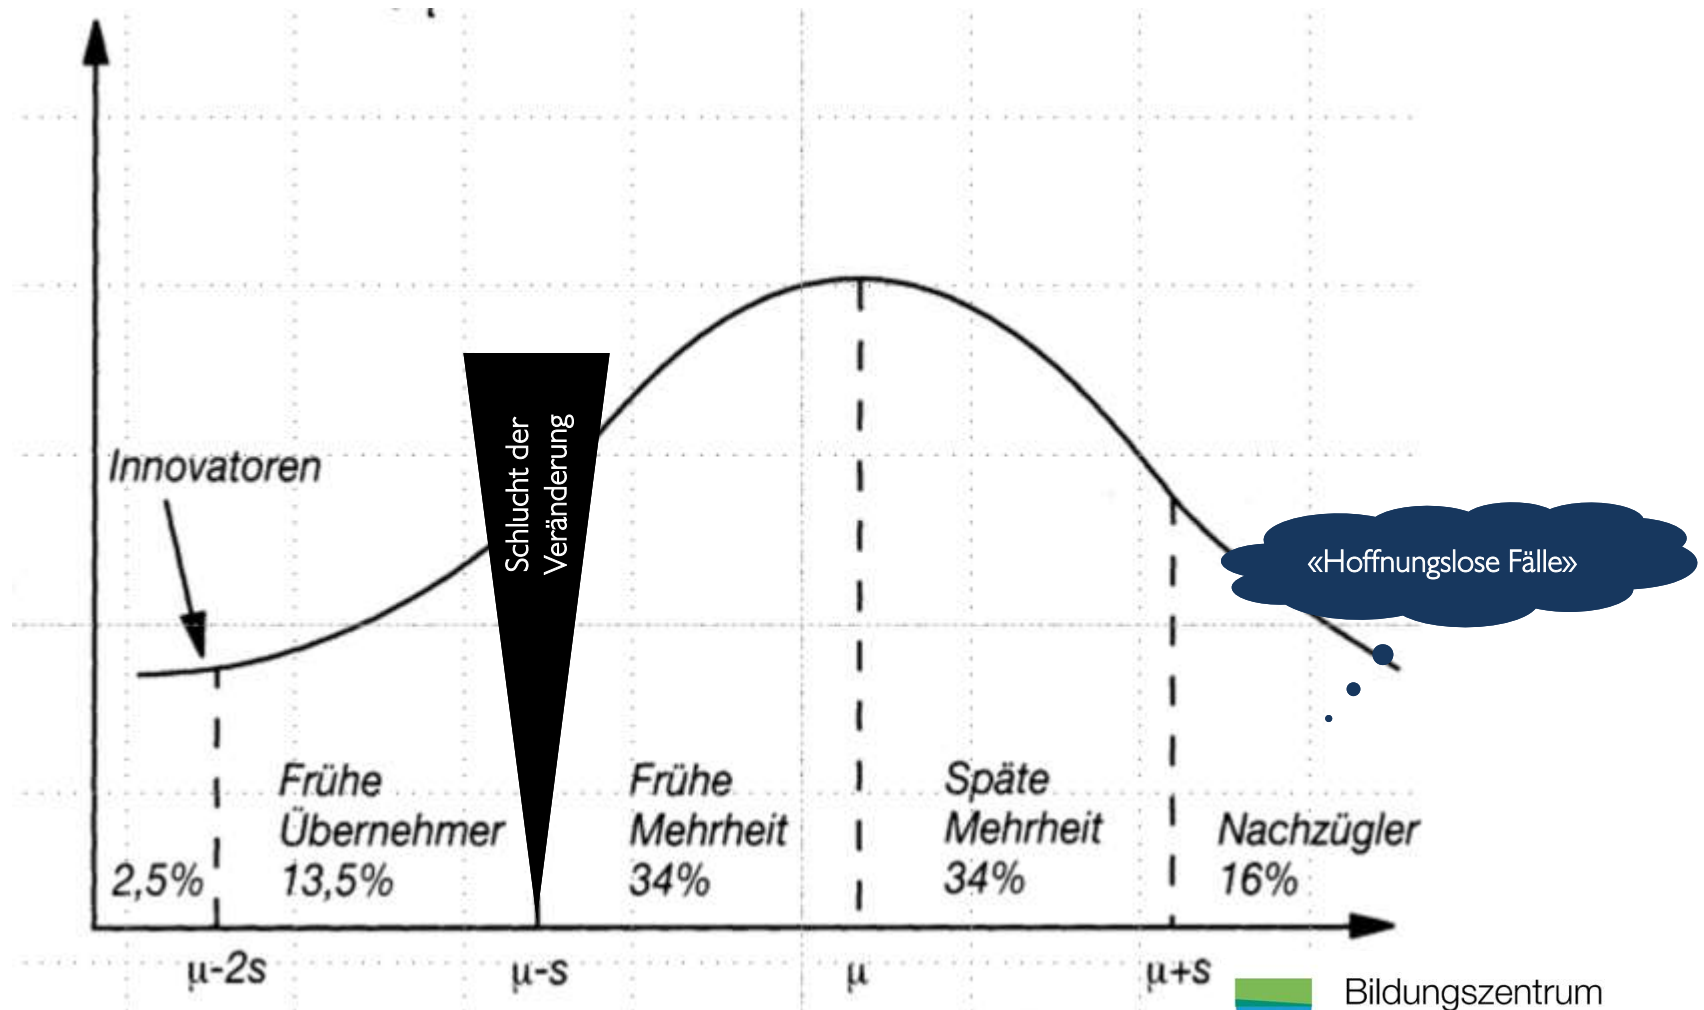 Innovatoren
Schlucht der
Veränderung
«Hoffnungslose Fälle»
2,5%
Frühe
Übernehmer
13,5%
Frühe
Mehrheit
34%
Späte
Mehrheit
34%
Nachzügler
16%
μ-2s
μ-s
μ
μ+s
Bildungszentrum